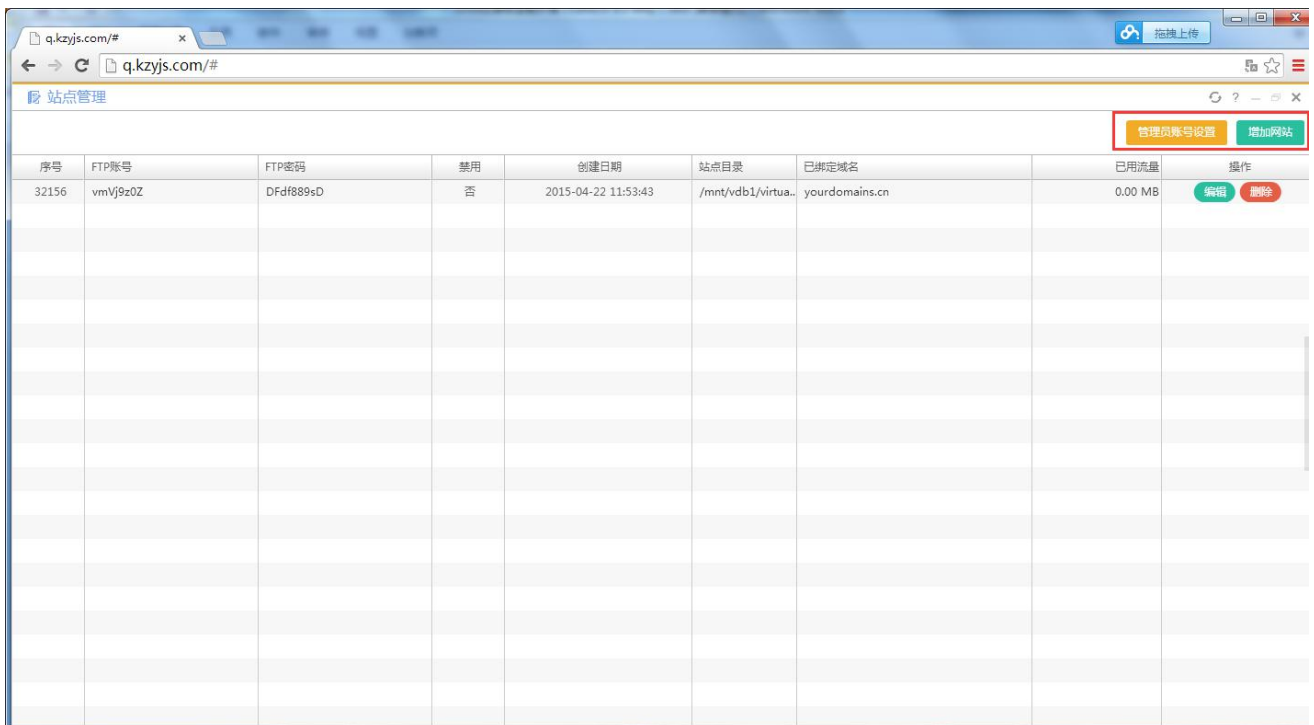 q.kzyjs.com/#
拖拽上传
q.kzyjs.com/#
站点管理
管理员账号设置 增加网站
序号 FTP账号 FTP密码 禁用 创建日期 站点目录 已绑定域名 已用流量 操作
32156 vmVj9z0Z DFdf889sD 否 2015-04-22 11:53:43 /mnt/vdb1/virtua.. yourdomains.cn 0.00 MB 编辑 删除